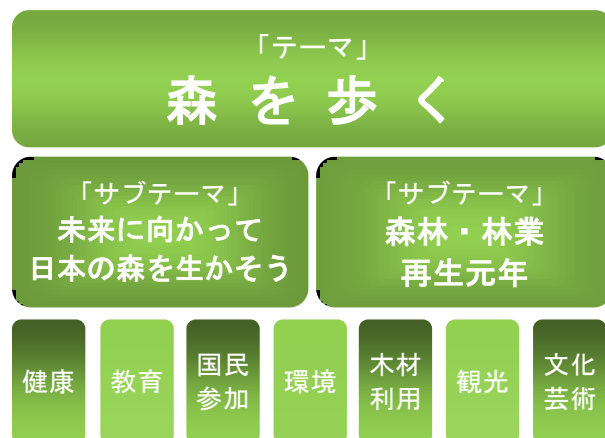 「テーマ」
森を歩く
「サブテーマ」
未来に向かって
日本の森を生かそう
「サブテーマ」
森林・林業
再生元年
健康
教育
国民
参加
環境
木材
利用
観光
文化
芸術